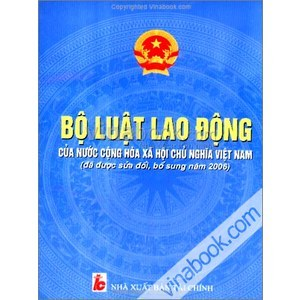 BỘ LUẬT LAO ĐỘNG
CỦA NƯỚC CỘNG HÒA XÃ HỘI CHỦ NGHĨA VIỆT NAM
(đã được sửa đổi, bổ sung năm 2006)
NHÀ XUẤT BẢN TÀI CHÍNH
Vinabook.com